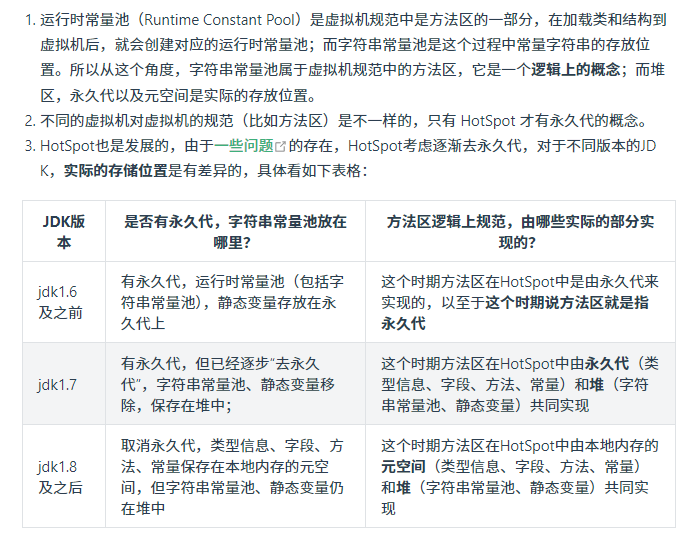 1. 运行时常量池（Runtime Constant Pool）是虚拟机规范中是方法区的一部分，在加载类和结构到
虚拟机后，就会创建对应的运行时常量池；而字符串常量池是这个过程中常量字符串的存放位
置。所以从这个角度，字符串常量池属于虚拟机规范中的方法区，它是一个逻辑上的概念；而堆
区，永久代以及元空间是实际的存放位置。
2. 不同的虚拟机对虚拟机的规范（比如方法区）是不一样的，只有 HotSpot 才有永久代的概念。
3. HotSpot也是发展的，由于一些问题的存在，HotSpot考虑逐渐去永久代，对于不同版本的JD
K，实际的存储位置是有差异的，具体看如下表格：
JDK版
本
是否有永久代，字符串常量池放在
哪里？
方法区逻辑上规范，由哪些实际的部分实
现的？
jdk1.6
及之前
有永久代，运行时常量池（包括字
符串常量池），静态变量存放在永
久代上
这个时期方法区在HotSpot中是由永久代来
实现的，以至于这个时期说方法区就是指
永久代
jdk1.7
有永久代，但已经逐步“去永久
代”，字符串常量池、静态变量移
除，保存在堆中；
这个时期方法区在HotSpot中由永久代（类
型信息、字段、方法、常量）和堆（字符
串常量池、静态变量）共同实现
jdk1.8
及之后
取消永久代，类型信息、字段、方
法、常量保存在本地内存的元空
间，但字符串常量池、静态变量仍
在堆中
这个时期方法区在HotSpot中由本地内存的
元空间（类型信息、字段、方法、常量）
和堆（字符串常量池、静态变量）共同实
现